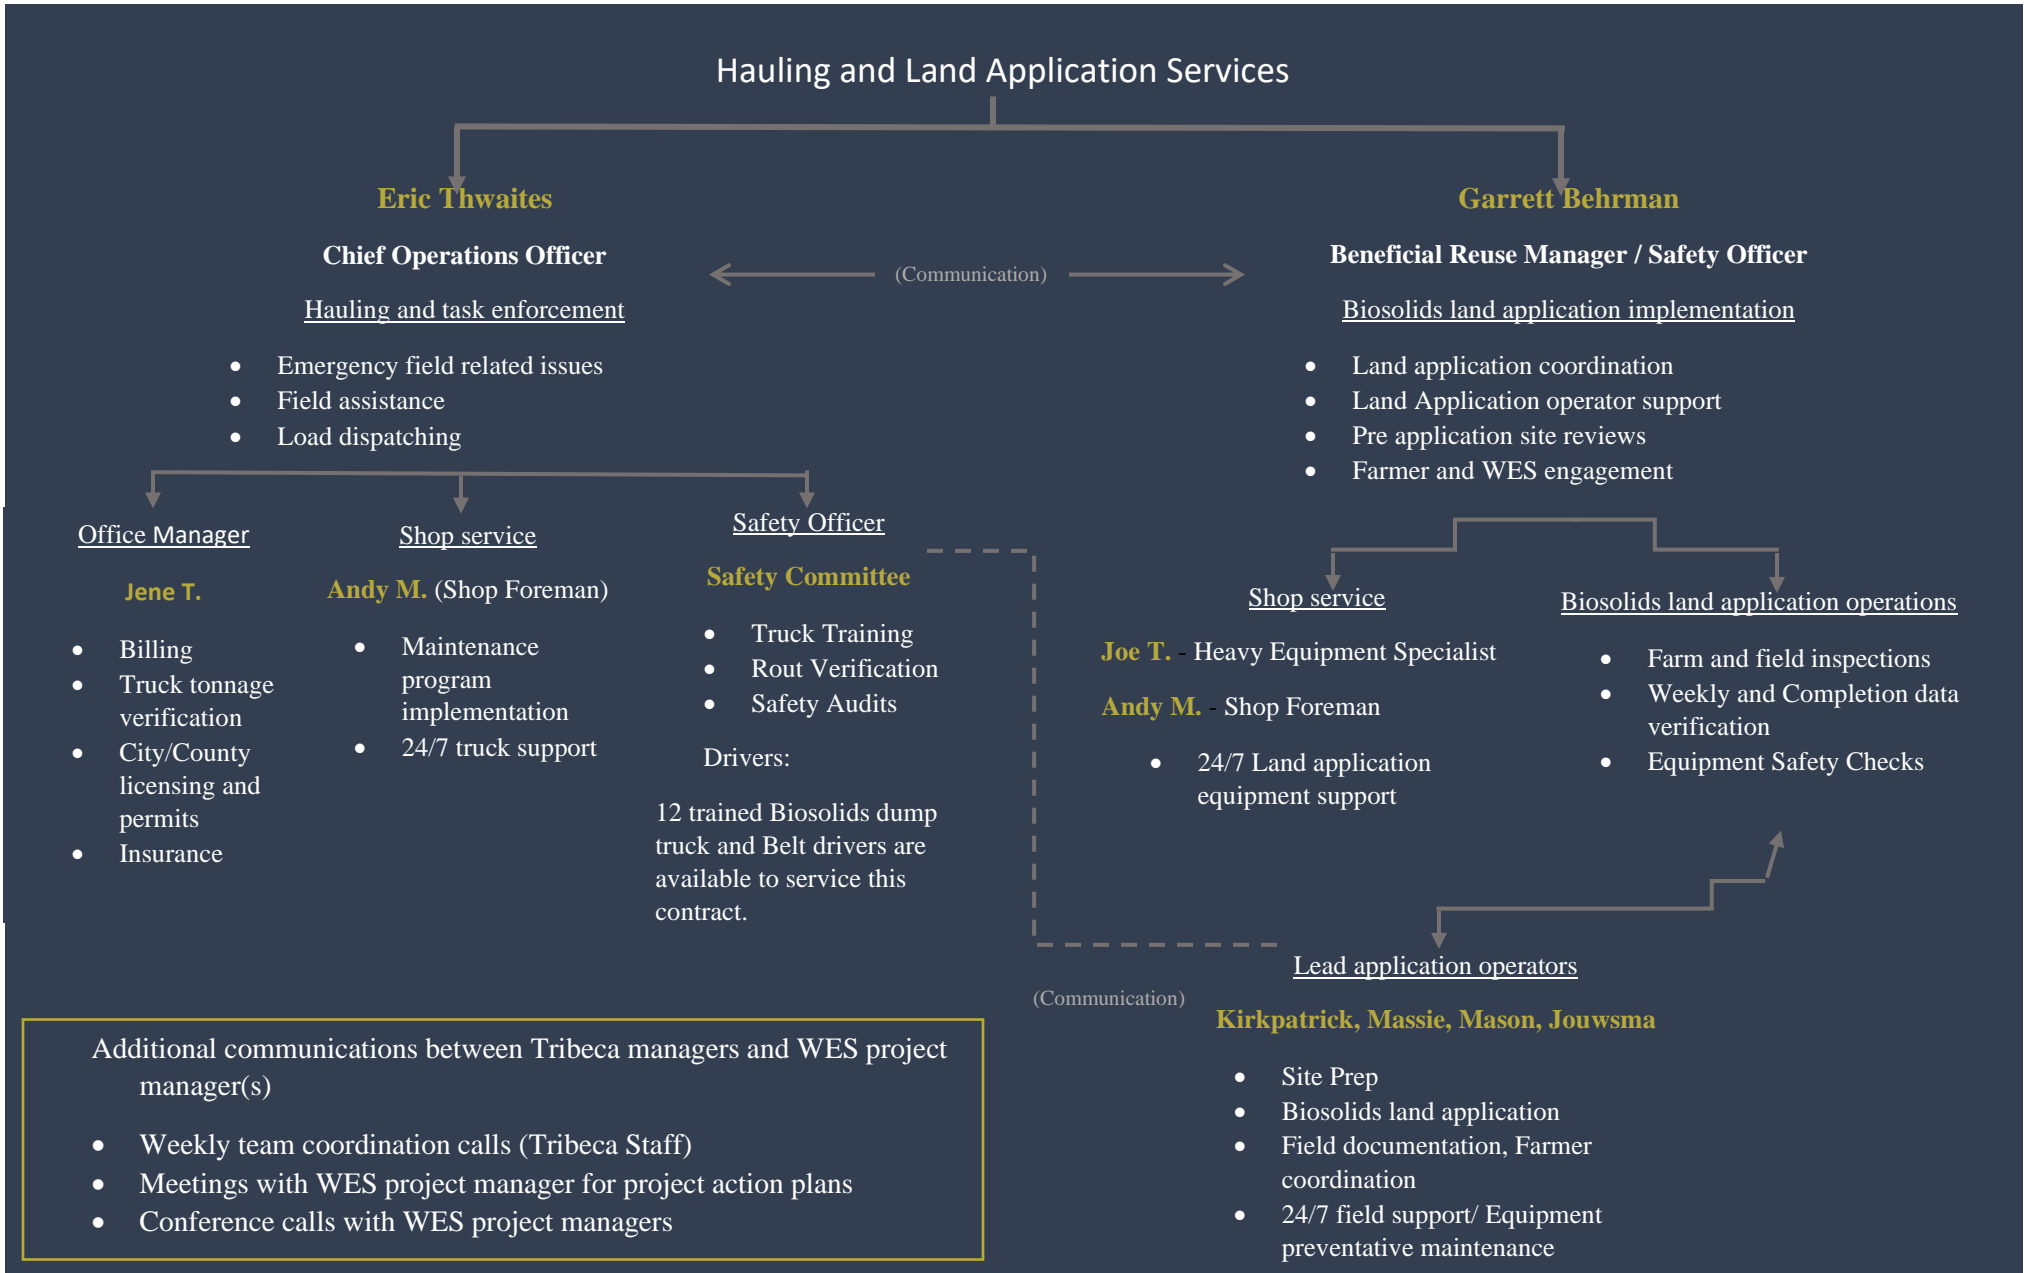 Hauling and Land Application Services
Eric Thwaites
Chief Operations Officer
Hauling and task enforcement
• Emergency field related issues
• Field assistance
• Load dispatching
(Communication)
Garrett Behrman
Beneficial Reuse Manager / Safety Officer
Biosolids land application implementation
• Land application coordination
• Land Application operator support
• Pre application site reviews
• Farmer and WES engagement
Office Manager
Jene T.
• Billing
• Truck tonnage
verification
• City/County
licensing and
permits
• Insurance
Shop service
Andy M. (Shop Foreman)
• Maintenance
program
implementation
• 24/7 truck support
Safety Officer
Safety Committee
• Truck Training
• Rout Verification
• Safety Audits
Drivers:
12 trained Biosolids dump
truck and Belt drivers are
available to service this
contract.
Shop service
Joe T. - Heavy Equipment Specialist
Andy M. - Shop Foreman
• 24/7 Land application
equipment support
Biosolids land application operations
• Farm and field inspections
• Weekly and Completion data
verification
• Equipment Safety Checks
(Communication)
Lead application operators
Kirkpatrick, Massie, Mason, Jouwsma
• Site Prep
• Biosolids land application
• Field documentation, Farmer
coordination
• 24/7 field support/ Equipment
preventative maintenance
Additional communications between Tribeca managers and WES project
manager(s)
• Weekly team coordination calls (Tribeca Staff)
• Meetings with WES project manager for project action plans
• Conference calls with WES project managers